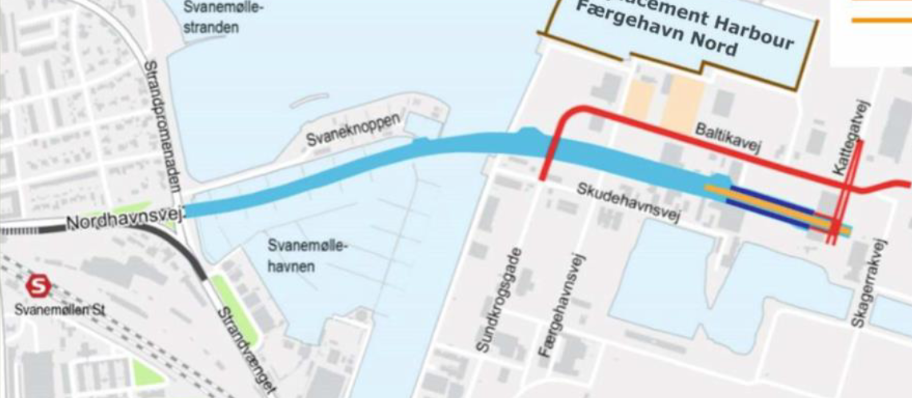 Svanemølle-
stranden
acement Harbour
Færgehavn Nord
Strandpromenaden
Svaneknoppen
Baltikavej
Kattegatvej
Nordhavnsvej
Skudehavnsvej
Svanemølle-
havnen
S
Svanemøllen St
Sundkrogsgade
Færgehavnsvej
Skagerrakvej
Strandvænget